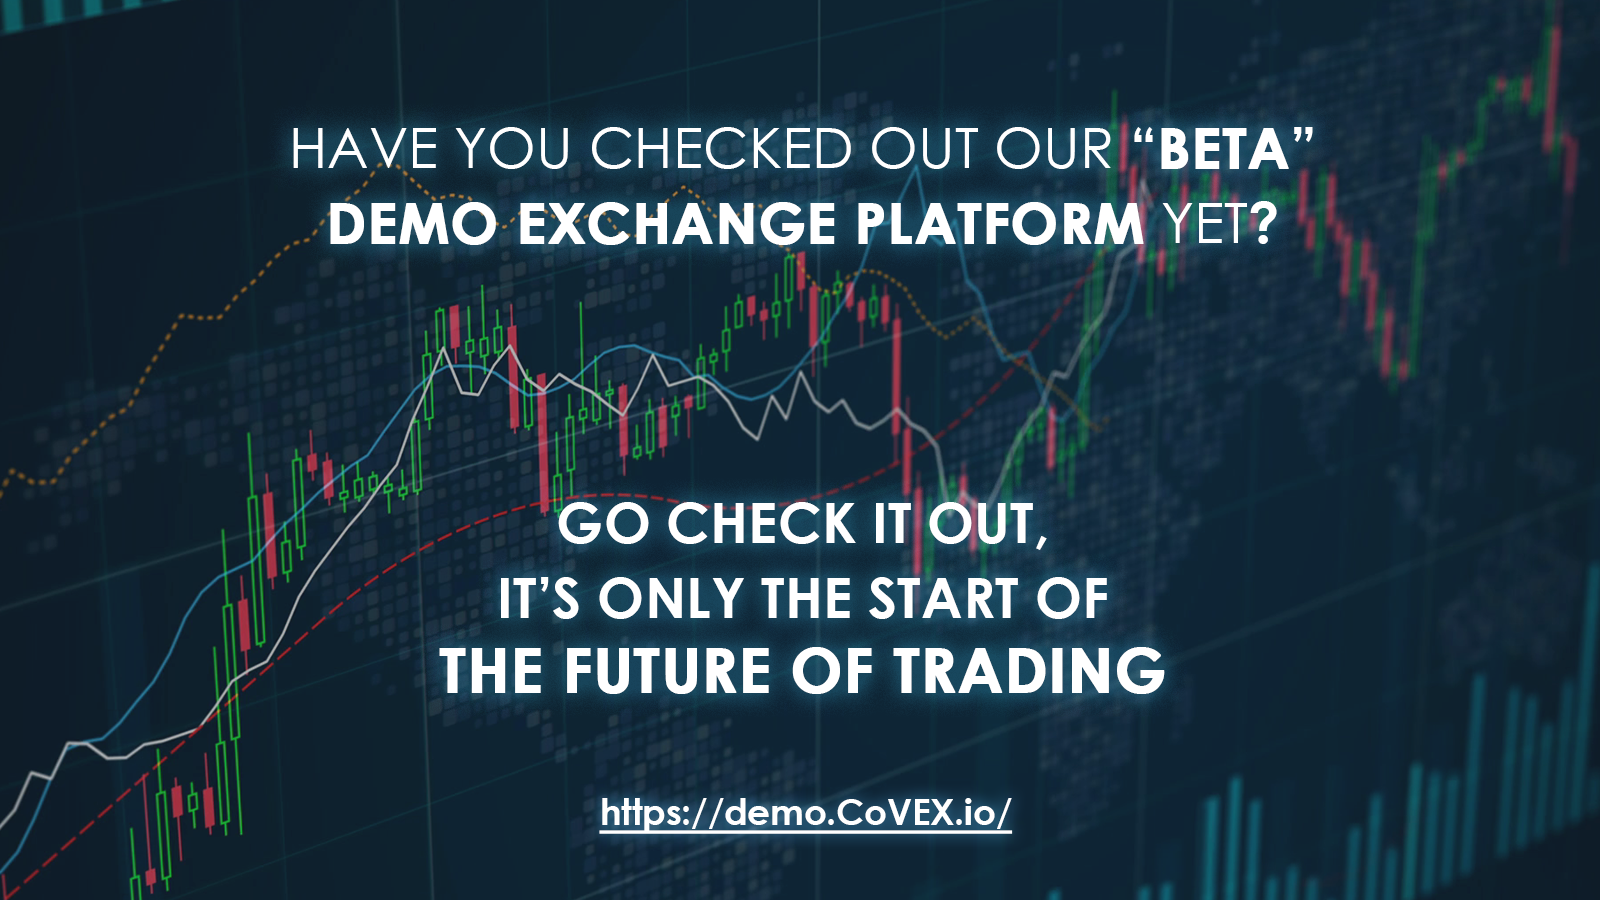 HAVE YOU CHECKED OUT OUR “BETA”
DEMO EXCHANGE PLATFORM YET?
GO CHECK IT OUT,
IT’S ONLY THE START OF
THE FUTURE OF TRADING
https://demo.CoVEX.io/